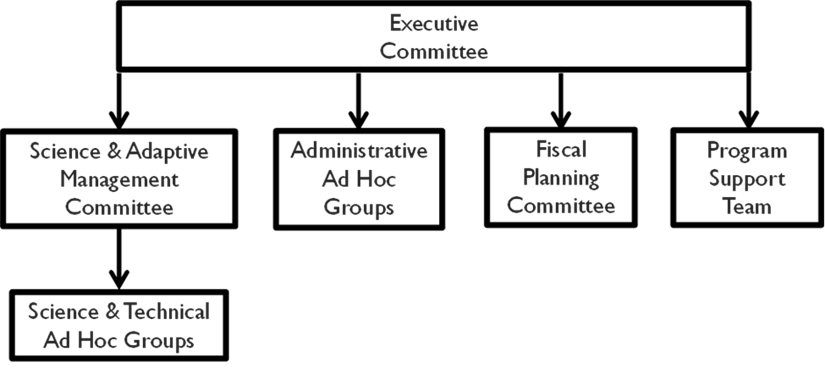 Executive
Committee
Science & Adaptive
Management
Committee
Administrative
Ad Hoc
Groups
Fiscal
Planning
Committee
Program
Support
Team
Science & Technical
Ad Hoc Groups